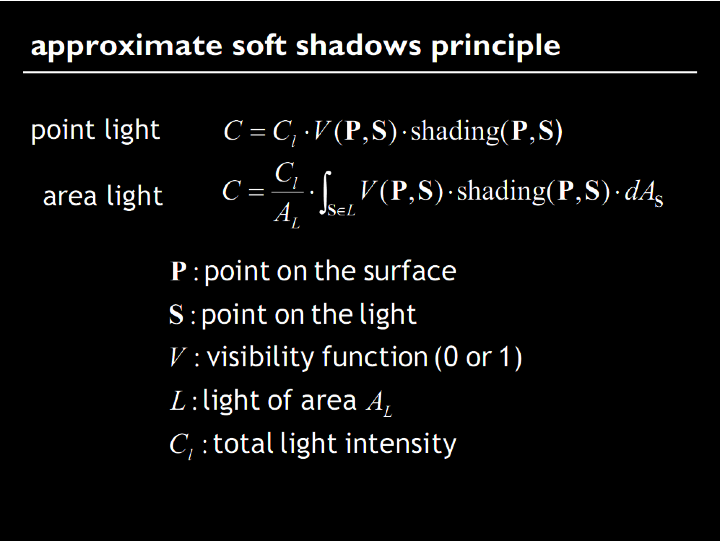 approximate soft shadows principle
point light C = C_l · V(P,S) · shading(P,S)
area light C = C_l / A_L · ∫_{S∈L} V(P,S) · shading(P,S) · dA_S
P : point on the surface
S : point on the light
V : visibility function (0 or 1)
L : light of area A_L
C_l : total light intensity